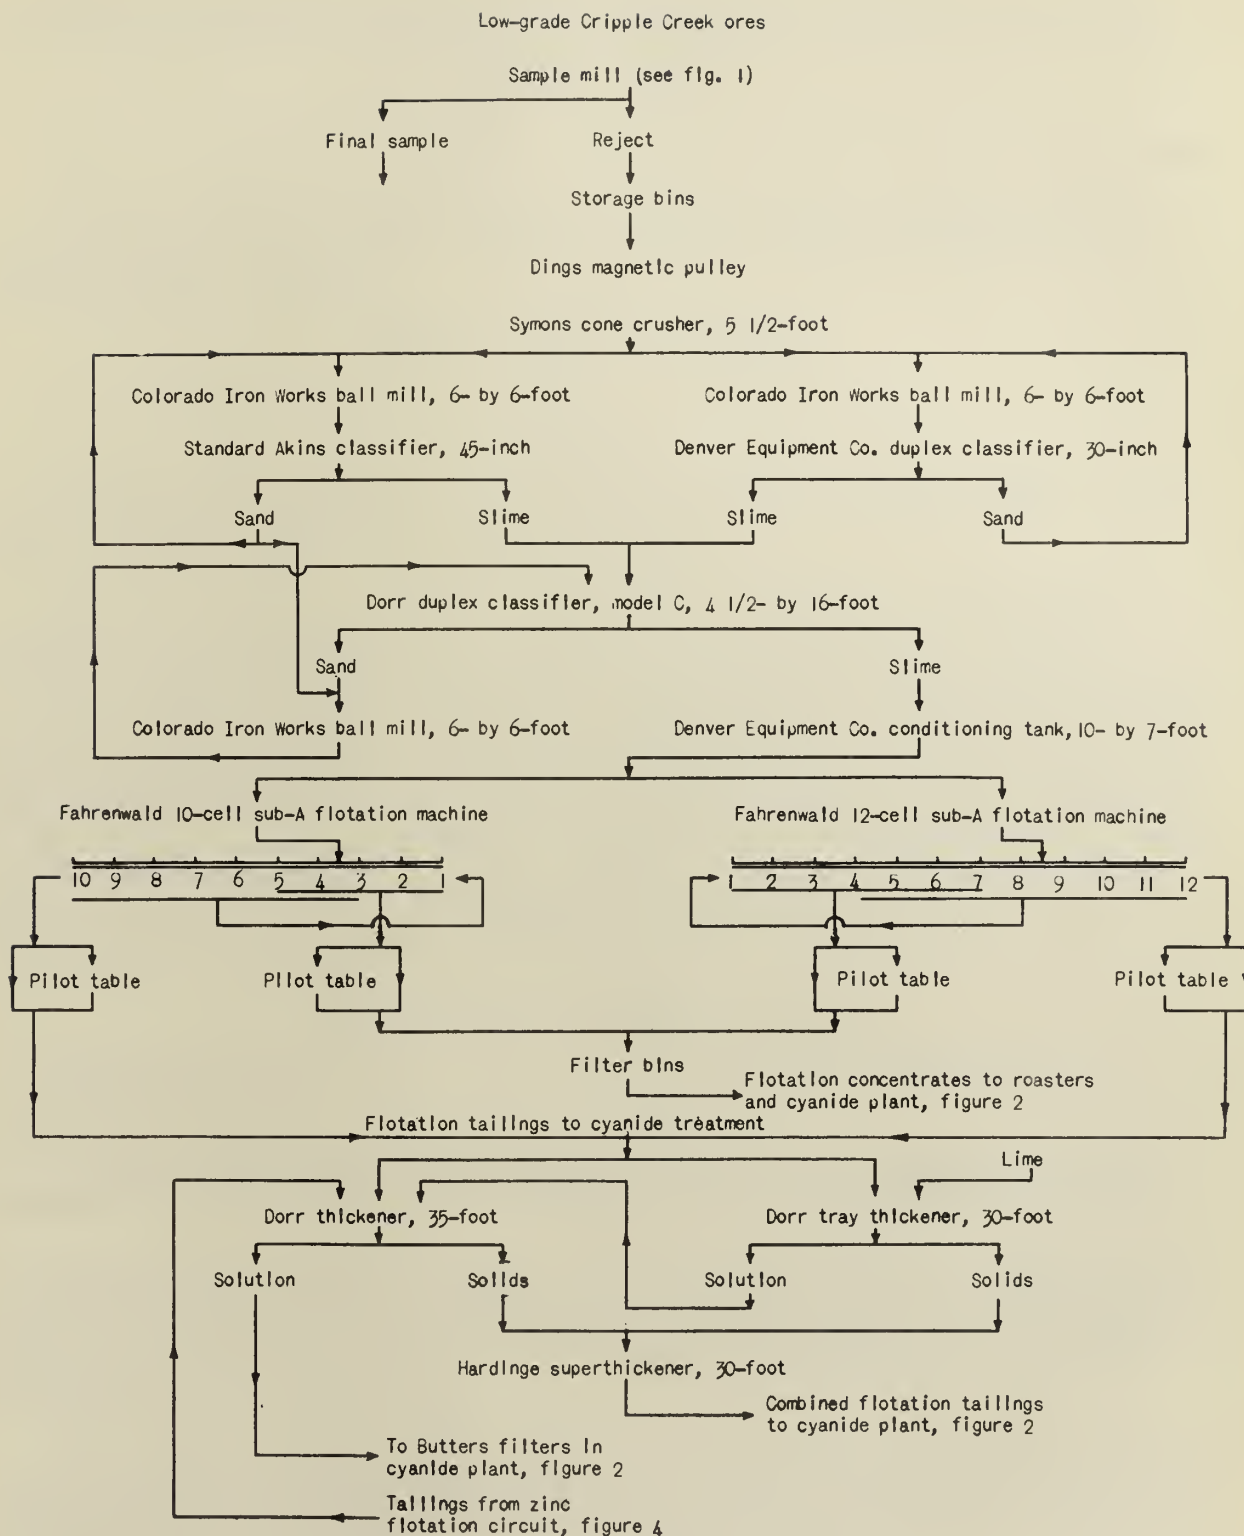 Low-grade Cripple Creek ores
Sample mill (see fig. 1)
Final sample
Reject
Storage bins
Dings magnetic pulley
Symons cone crusher, 5 1/2-foot
Colorado Iron Works ball mill, 6- by 6-foot
Colorado Iron Works ball mill, 6- by 6-foot
Standard Akins classifier, 45-inch
Denver Equipment Co. duplex classifier, 30-inch
Sand
Slime
Slime
Sand
Dorr duplex classifier, model C, 4 1/2- by 16-foot
Sand
Slime
Colorado Iron Works ball mill, 6- by 6-foot
Denver Equipment Co. conditioning tank, 10- by 7-foot
Fahrenwald 10-cell sub-A flotation machine
Fahrenwald 12-cell sub-A flotation machine
10 9 8 7 6 5 4 3 2 1
1 2 3 4 5 6 7 8 9 10 11 12
Pilot table
Pilot table
Pilot table
Pilot table
Filter bins
Flotation concentrates to roasters
and cyanide plant, figure 2
Flotation tailings to cyanide treatment
Lime
Dorr thickener, 35-foot
Dorr tray thickener, 30-foot
Solution
Solids
Solution
Solids
Hardinge superthickener, 30-foot
Combined flotation tailings
to cyanide plant, figure 2
To Butters filters in
cyanide plant, figure 2
Tailings from zinc
flotation circuit, figure 4